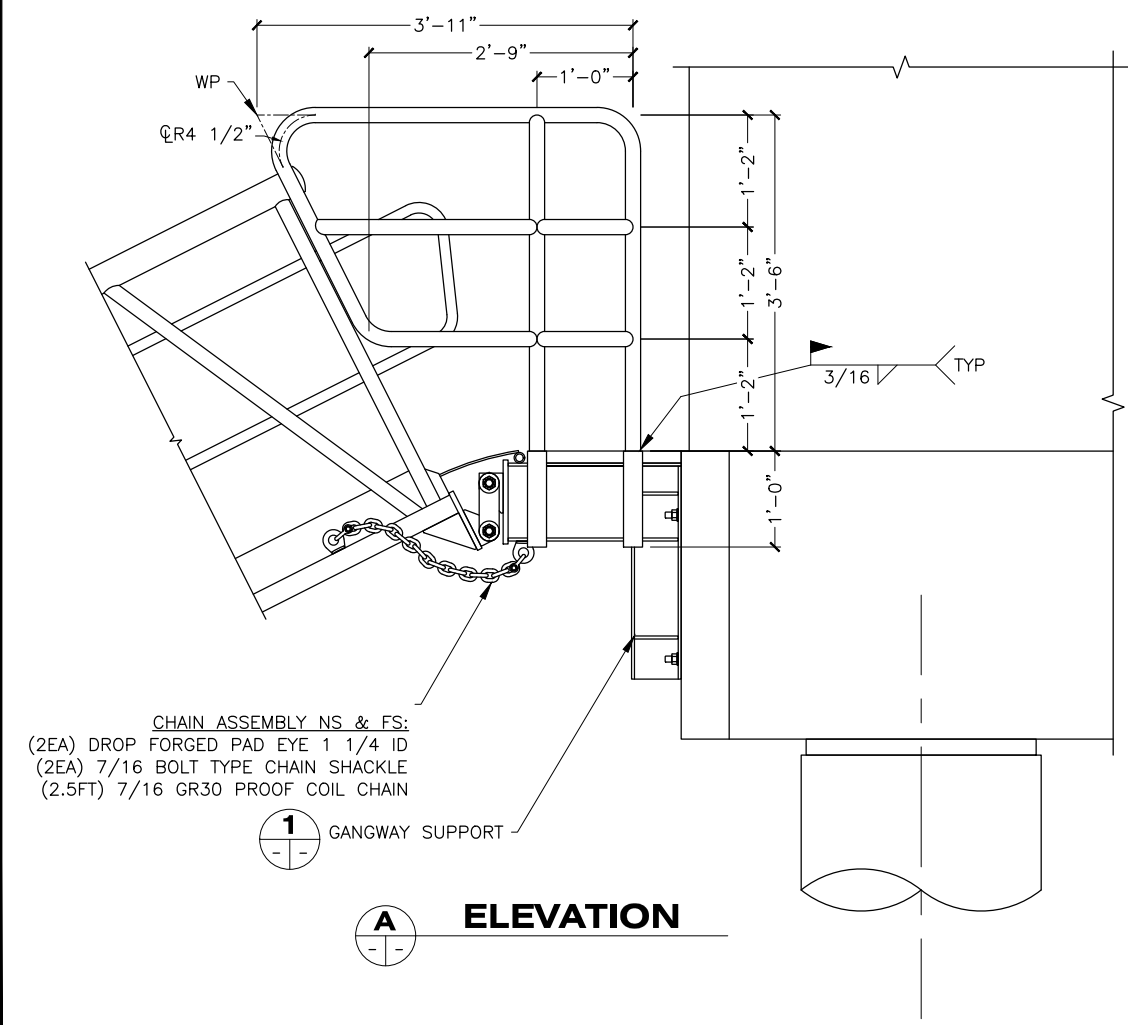 3'-11"
2'-9"
1'-0"
WP
℄R4 1/2"
1'-2"
1'-2"
3'-6"
1'-2"
3/16
TYP
1'-0"
CHAIN ASSEMBLY NS & FS:
(2EA) DROP FORGED PAD EYE 1 1/4 ID
(2EA) 7/16 BOLT TYPE CHAIN SHACKLE
(2.5FT) 7/16 GR30 PROOF COIL CHAIN
1
- -
GANGWAY SUPPORT
A
- -
ELEVATION